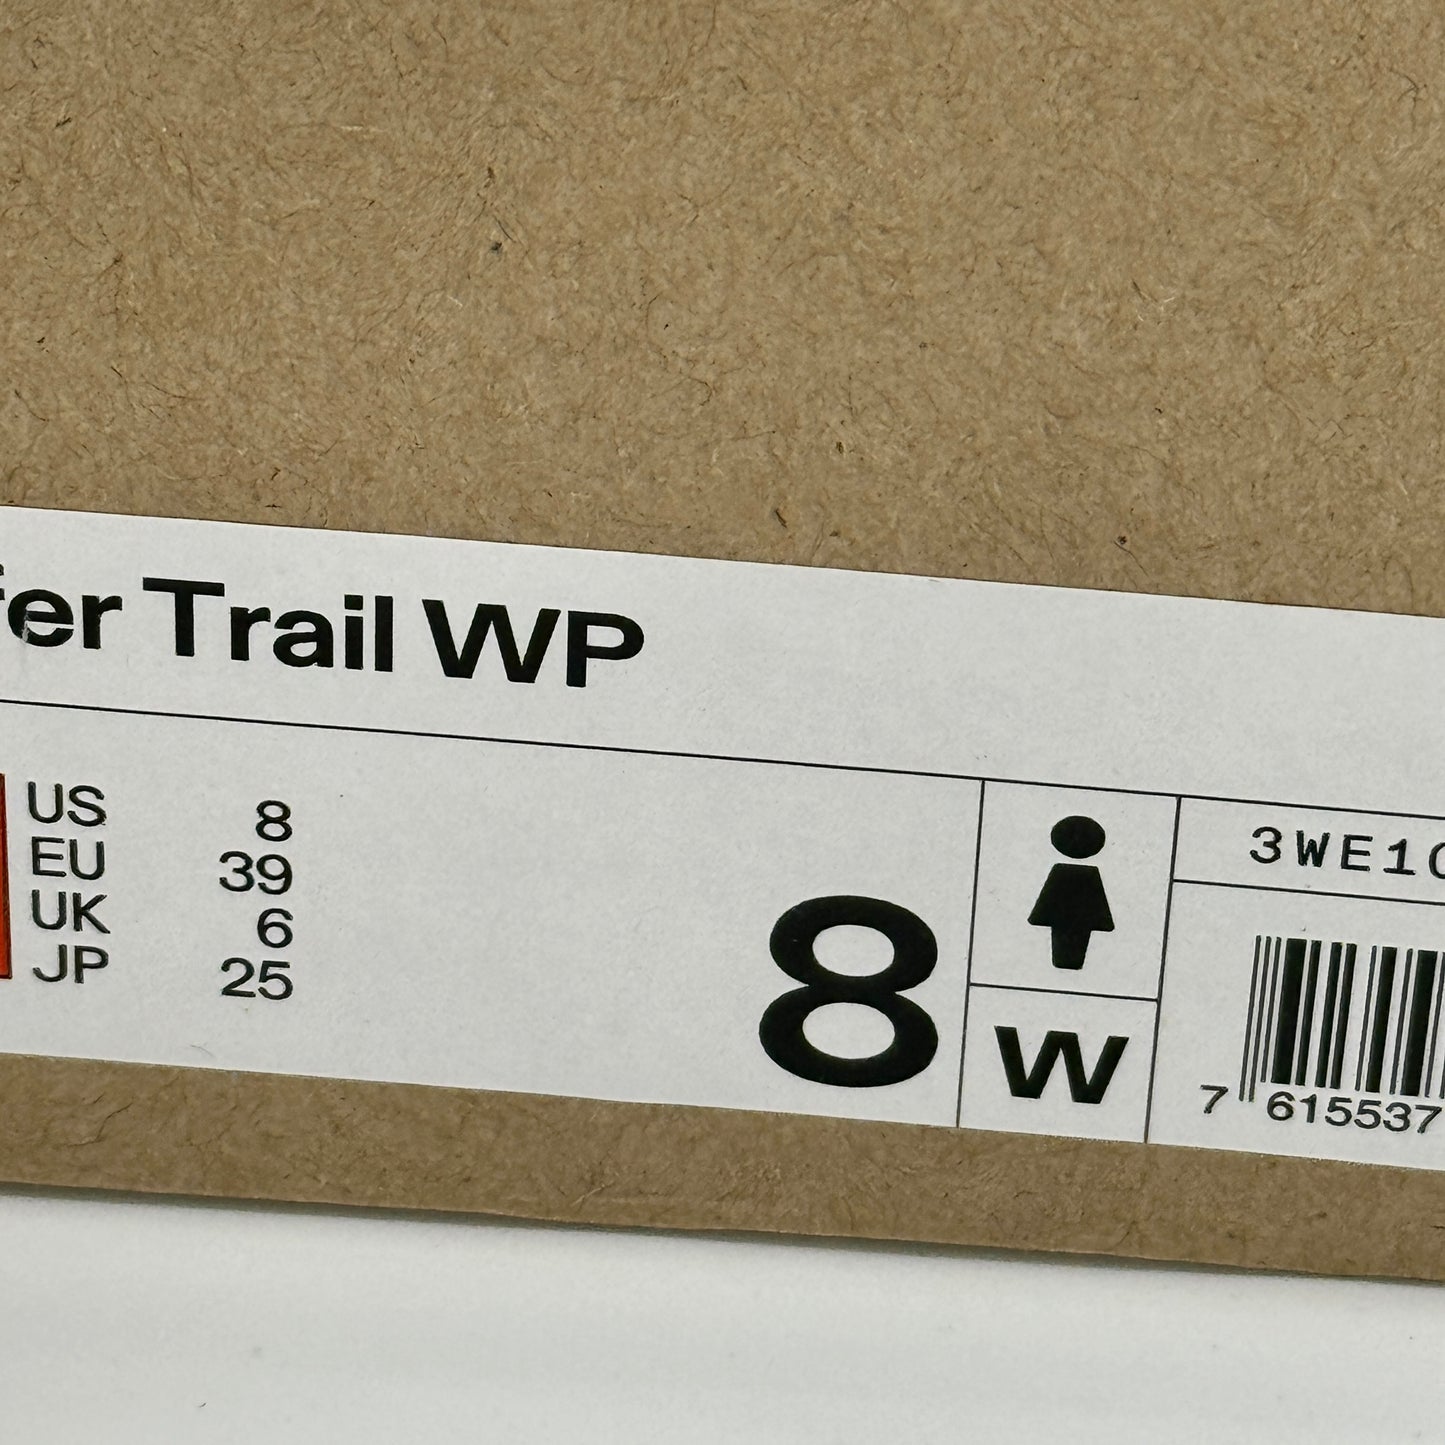 fer Trail WP
US 8
EU 39
UK 6
JP 25
8
W
3WE10
7 615537